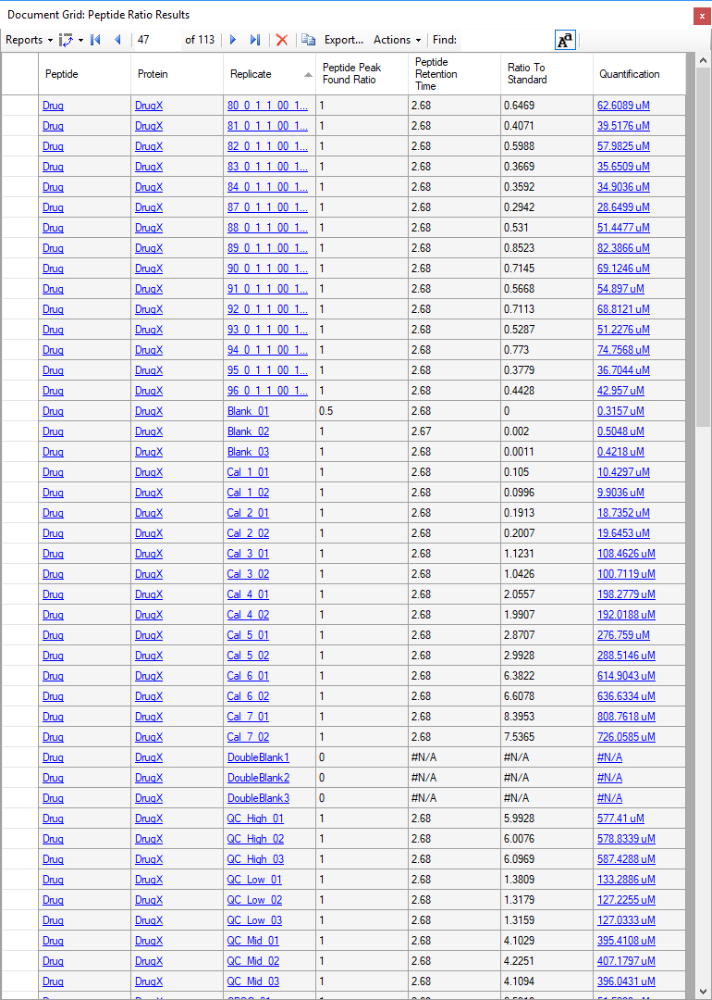 Document Grid: Peptide Ratio Results
Reports 47 of 113 Export... Actions Find: Aa
Peptide Protein Replicate Peptide Peak Found Ratio Peptide Retention Time Ratio To Standard Quantification
Drug DrugX 80_0_1_1_00_1... 1 2.68 0.6469 62.6089 uM
Drug DrugX 81_0_1_1_00_1... 1 2.68 0.4071 39.5176 uM
Drug DrugX 82_0_1_1_00_1... 1 2.68 0.5988 57.9825 uM
Drug DrugX 83_0_1_1_00_1... 1 2.68 0.3669 35.6509 uM
Drug DrugX 84_0_1_1_00_1... 1 2.68 0.3592 34.9036 uM
Drug DrugX 87_0_1_1_00_1... 1 2.68 0.2942 28.6499 uM
Drug DrugX 88_0_1_1_00_1... 1 2.68 0.531 51.4477 uM
Drug DrugX 89_0_1_1_00_1... 1 2.68 0.8523 82.3866 uM
Drug DrugX 90_0_1_1_00_1... 1 2.68 0.7145 69.1246 uM
Drug DrugX 91_0_1_1_00_1... 1 2.68 0.5668 54.897 uM
Drug DrugX 92_0_1_1_00_1... 1 2.68 0.7113 68.8121 uM
Drug DrugX 93_0_1_1_00_1... 1 2.68 0.5287 51.2276 uM
Drug DrugX 94_0_1_1_00_1... 1 2.68 0.773 74.7568 uM
Drug DrugX 95_0_1_1_00_1... 1 2.68 0.3779 36.7044 uM
Drug DrugX 96_0_1_1_00_1... 1 2.68 0.4428 42.957 uM
Drug DrugX Blank_01 0.5 2.68 0 0.3157 uM
Drug DrugX Blank_02 1 2.67 0.002 0.5048 uM
Drug DrugX Blank_03 1 2.68 0.0011 0.4218 uM
Drug DrugX Cal_1_01 1 2.68 0.105 10.4297 uM
Drug DrugX Cal_1_02 1 2.68 0.0996 9.9036 uM
Drug DrugX Cal_2_01 1 2.68 0.1913 18.7352 uM
Drug DrugX Cal_2_02 1 2.68 0.2007 19.6453 uM
Drug DrugX Cal_3_01 1 2.68 1.1231 108.4626 uM
Drug DrugX Cal_3_02 1 2.68 1.0426 100.7119 uM
Drug DrugX Cal_4_01 1 2.68 2.0557 198.2779 uM
Drug DrugX Cal_4_02 1 2.68 1.9907 192.0188 uM
Drug DrugX Cal_5_01 1 2.68 2.8707 276.759 uM
Drug DrugX Cal_5_02 1 2.68 2.9928 288.5146 uM
Drug DrugX Cal_6_01 1 2.68 6.3822 614.9043 uM
Drug DrugX Cal_6_02 1 2.68 6.6078 636.6334 uM
Drug DrugX Cal_7_01 1 2.68 8.3953 808.7618 uM
Drug DrugX Cal_7_02 1 2.68 7.5365 726.0585 uM
Drug DrugX DoubleBlank1 0 #N/A #N/A #N/A
Drug DrugX DoubleBlank2 0 #N/A #N/A #N/A
Drug DrugX DoubleBlank3 0 #N/A #N/A #N/A
Drug DrugX QC_High_01 1 2.68 5.9928 577.41 uM
Drug DrugX QC_High_02 1 2.68 6.0076 578.8339 uM
Drug DrugX QC_High_03 1 2.68 6.0969 587.4288 uM
Drug DrugX QC_Low_01 1 2.68 1.3809 133.2886 uM
Drug DrugX QC_Low_02 1 2.68 1.3179 127.2255 uM
Drug DrugX QC_Low_03 1 2.68 1.3159 127.0333 uM
Drug DrugX QC_Mid_01 1 2.68 4.1029 395.4108 uM
Drug DrugX QC_Mid_02 1 2.68 4.2251 407.1797 uM
Drug DrugX QC_Mid_03 1 2.68 4.1094 396.0431 uM